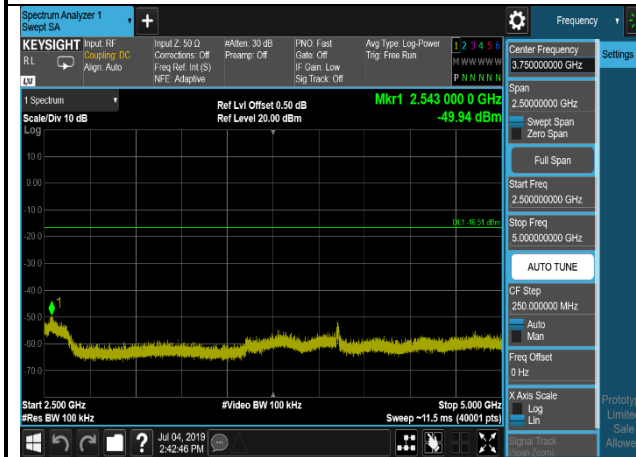 Spectrum Analyzer 1
Swept SA
+
Frequency
KEYSIGHT
Input: RF
Coupling: DC
Align: Auto
Input Z: 50 Ω
Corrections: Off
Freq Ref: Int (S)
NFE: Adaptive
#Atten: 30 dB
Preamp: Off
PNO: Fast
Gate: Off
IF Gain: Low
Sig Track: Off
Avg Type: Log-Power
Trig: Free Run
1 2 3 4 5 6
M W W W W W
P N N N N N
RL
LXI
1 Spectrum
Scale/Div 10 dB
Log
Ref Lvl Offset 0.50 dB
Ref Level 20.00 dBm
Mkr1 2.543 000 0 GHz
-49.94 dBm
10.0
0.00
-10.0
-20.0
-30.0
-40.0
-50.0
-60.0
-70.0
DL1 -16.51 dBm
1
Start 2.500 GHz
#Res BW 100 kHz
#Video BW 100 kHz
Stop 5.000 GHz
Sweep ~11.5 ms (40001 pts)
Jul 04, 2019
2:42:46 PM
?
Center Frequency
3.750000000 GHz
Settings
Span
2.50000000 GHz
Swept Span
Zero Span
Full Span
Start Freq
2.500000000 GHz
Stop Freq
5.000000000 GHz
AUTO TUNE
CF Step
250.000000 MHz
Auto
Man
Freq Offset
0 Hz
X Axis Scale
Log
Lin
Signal Track
(Span Zoom)